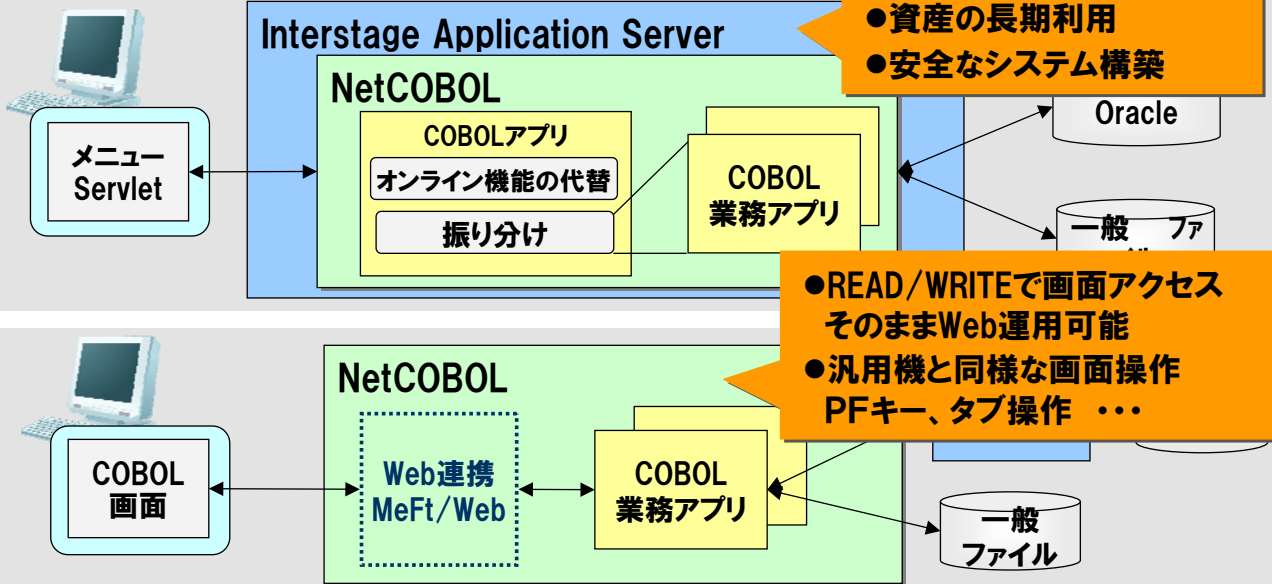 ●資産の長期利用
●安全なシステム構築
Interstage Application Server
NetCOBOL
COBOLアプリ
オンライン機能の代替
振り分け
COBOL
業務アプリ
メニュー
Servlet
Oracle
一般 ファ
●READ/WRITEで画面アクセス
そのままWeb運用可能
●汎用機と同様な画面操作
PFキー、タブ操作 ・・・
NetCOBOL
COBOL
画面
Web連携
MeFt/Web
COBOL
業務アプリ
一般
ファイル